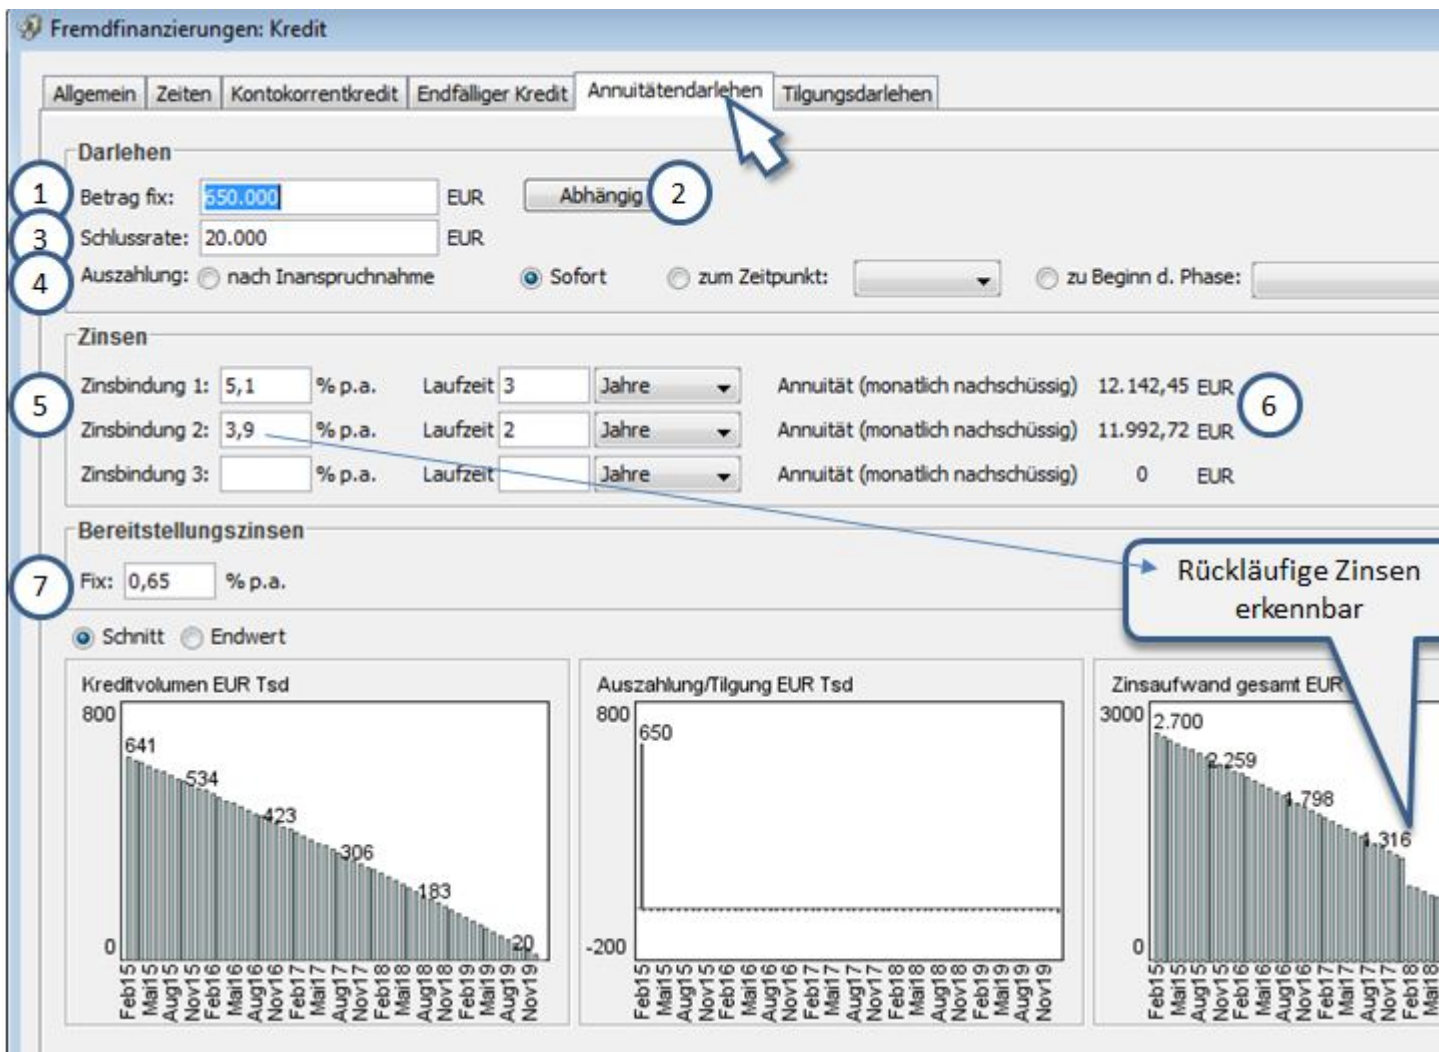 Fremdfinanzierungen: Kredit
Allgemein Zeiten Kontokorrentkredit Endfälliger Kredit Annuitätendarlehen Tilgungsdarlehen
Darlehen
1 Betrag fix: 650.000 EUR Abhängig 2
3 Schlussrate: 20.000 EUR
4 Auszahlung: nach Inanspruchnahme Sofort zum Zeitpunkt: zu Beginn d. Phase:
Zinsen
5 Zinsbindung 1: 5,1 % p.a. Laufzeit 3 Jahre Annuität (monatlich nachschüssig) 12.142,45 EUR 6
Zinsbindung 2: 3,9 % p.a. Laufzeit 2 Jahre Annuität (monatlich nachschüssig) 11.992,72 EUR
Zinsbindung 3: % p.a. Laufzeit Jahre Annuität (monatlich nachschüssig) 0 EUR
Bereitstellungszinsen
7 Fix: 0,65 % p.a.
Rückläufige Zinsen
erkennbar
Schnitt Endwert
Kreditvolumen EUR Tsd
800
641
534
423
306
183
20
0
Feb15 Mai15 Aug15 Nov15 Feb16 Mai16 Aug16 Nov16 Feb17 Mai17 Aug17 Nov17 Feb18 Mai18 Aug18 Nov18 Feb19 Mai19 Aug19 Nov19
Auszahlung/Tilgung EUR Tsd
800
650
-200
Feb15 Mai15 Aug15 Nov15 Feb16 Mai16 Aug16 Nov16 Feb17 Mai17 Aug17 Nov17 Feb18 Mai18 Aug18 Nov18 Feb19 Mai19 Aug19 Nov19
Zinsaufwand gesamt EUR
3000
2.700
2.259
1.798
1.316
0
Feb15 Mai15 Aug15 Nov15 Feb16 Mai16 Aug16 Nov16 Feb17 Mai17 Aug17 Nov17 Feb18 Mai18